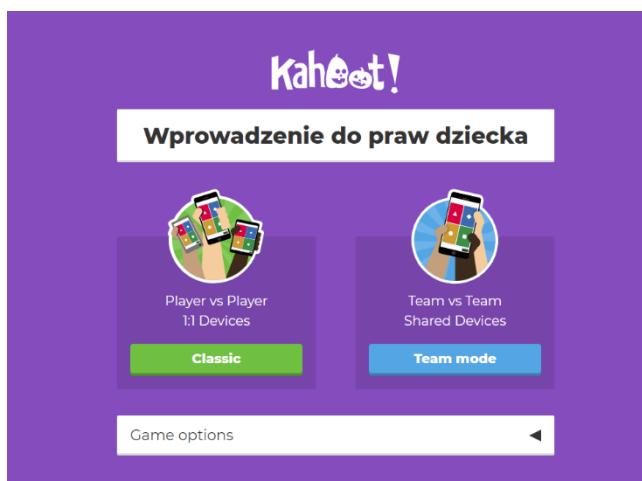 Kahoot!
Wprowadzenie do praw dziecka
Player vs Player
1:1 Devices
Classic
Team vs Team
Shared Devices
Team mode
Game options